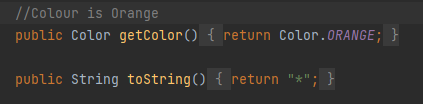 //Colour is Orange
public Color getColor() { return Color.ORANGE; }
public String toString() { return "*"; }